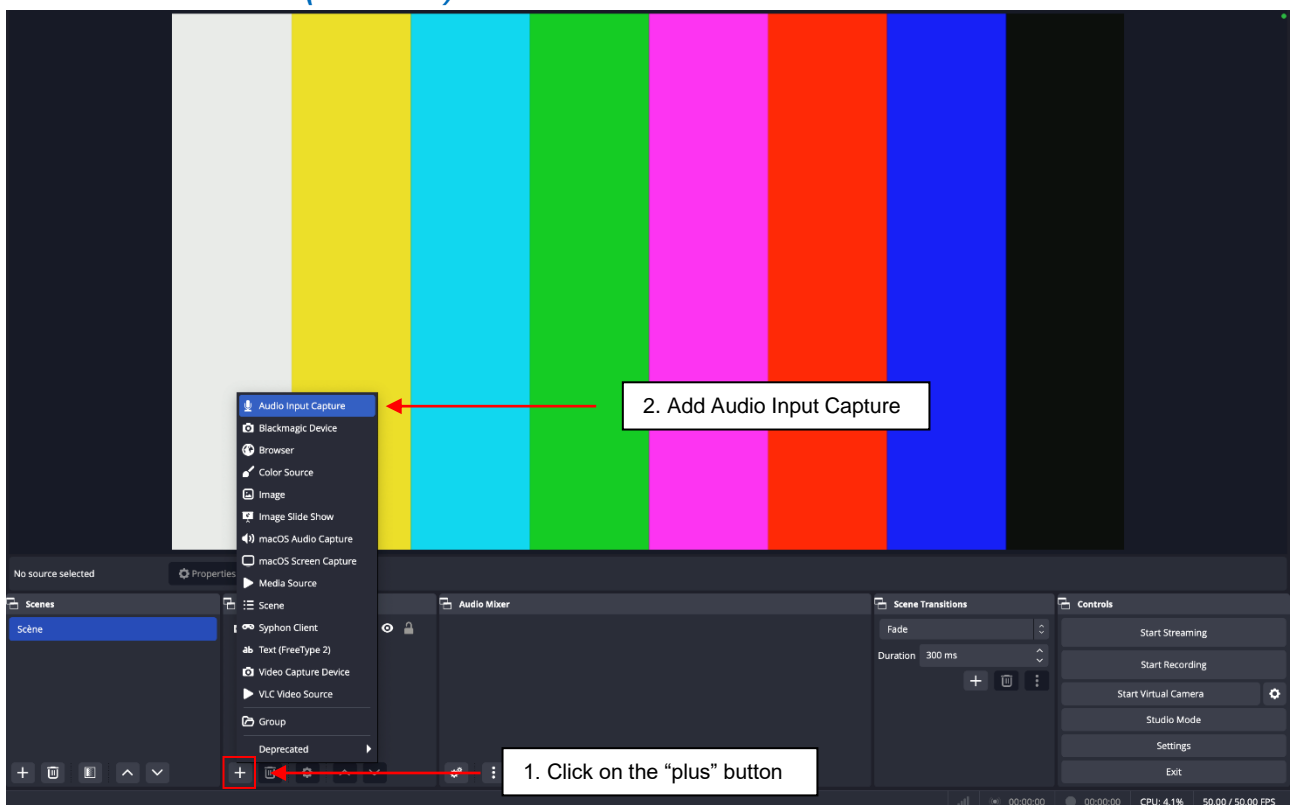 Audio Input Capture
Blackmagic Device
Browser
Color Source
Image
Image Slide Show
macOS Audio Capture
macOS Screen Capture
Media Source
Scene
Syphon Client
ab Text (FreeType 2)
Video Capture Device
VLC Video Source
Group
Deprecated
2. Add Audio Input Capture
1. Click on the “plus” button
No source selected
Properties
Scenes
Scène
Audio Mixer
Scene Transitions
Fade
Duration 300 ms
Controls
Start Streaming
Start Recording
Start Virtual Camera
Studio Mode
Settings
Exit
00:00:00 00:00:00 CPU: 4.1% 50.00 / 50.00 FPS